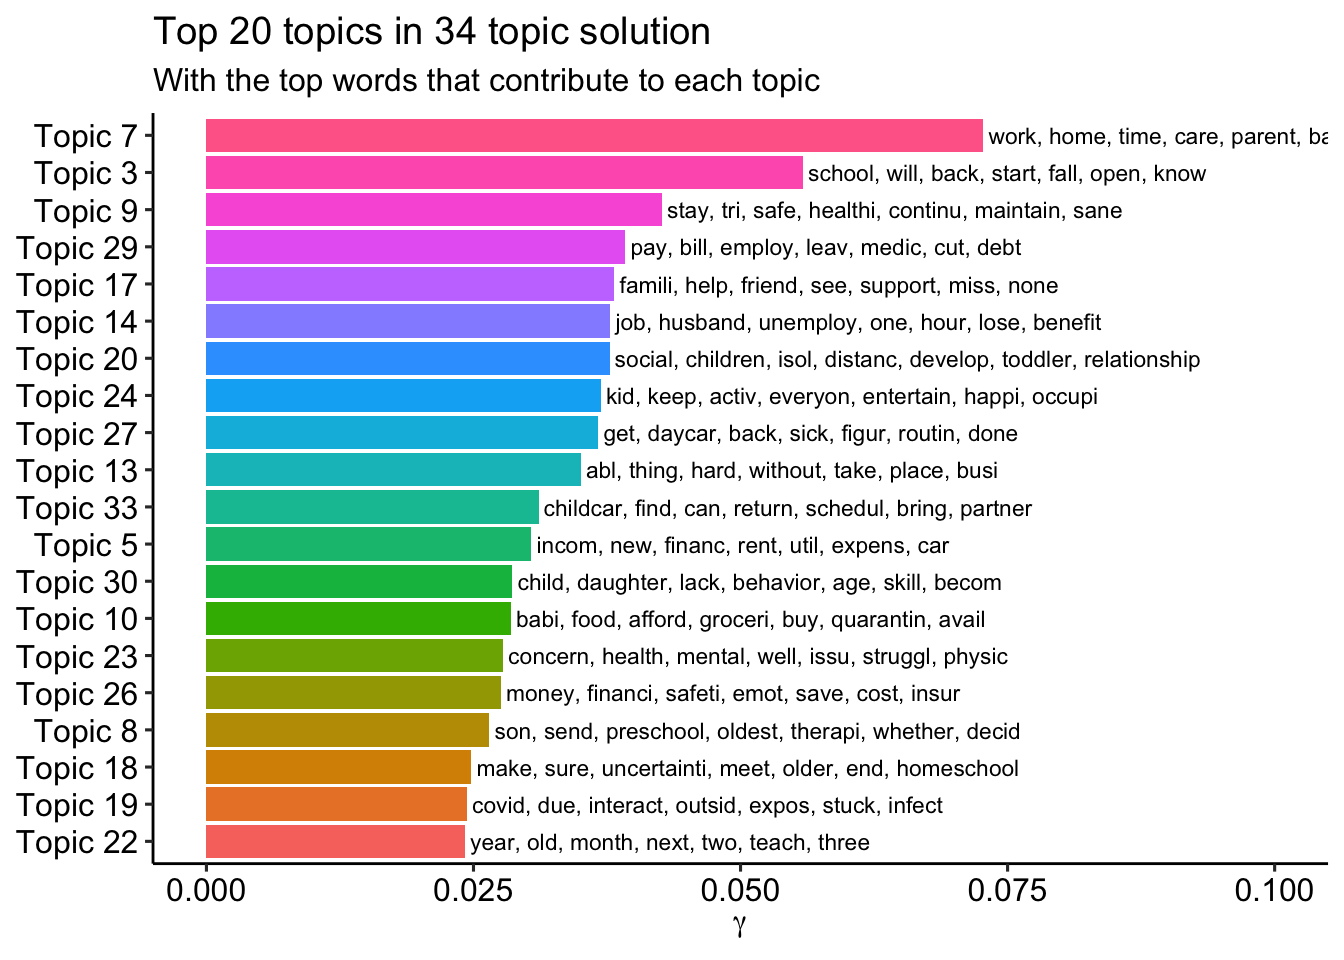 Top 20 topics in 34 topic solution
With the top words that contribute to each topic
Topic 7 work, home, time, care, parent, ba
Topic 3 school, will, back, start, fall, open, know
Topic 9 stay, tri, safe, healthi, continu, maintain, sane
Topic 29 pay, bill, employ, leav, medic, cut, debt
Topic 17 famili, help, friend, see, support, miss, none
Topic 14 job, husband, unemploy, one, hour, lose, benefit
Topic 20 social, children, isol, distanc, develop, toddler, relationship
Topic 24 kid, keep, activ, everyon, entertain, happi, occupi
Topic 27 get, daycar, back, sick, figur, routin, done
Topic 13 abl, thing, hard, without, take, place, busi
Topic 33 childcar, find, can, return, schedul, bring, partner
Topic 5 incom, new, financ, rent, util, expens, car
Topic 30 child, daughter, lack, behavior, age, skill, becom
Topic 10 babi, food, afford, groceri, buy, quarantin, avail
Topic 23 concern, health, mental, well, issu, struggl, physic
Topic 26 money, financi, safeti, emot, save, cost, insur
Topic 8 son, send, preschool, oldest, therapi, whether, decid
Topic 18 make, sure, uncertainti, meet, older, end, homeschool
Topic 19 covid, due, interact, outsid, expos, stuck, infect
Topic 22 year, old, month, next, two, teach, three
0.000 0.025 0.050 0.075 0.100
γ